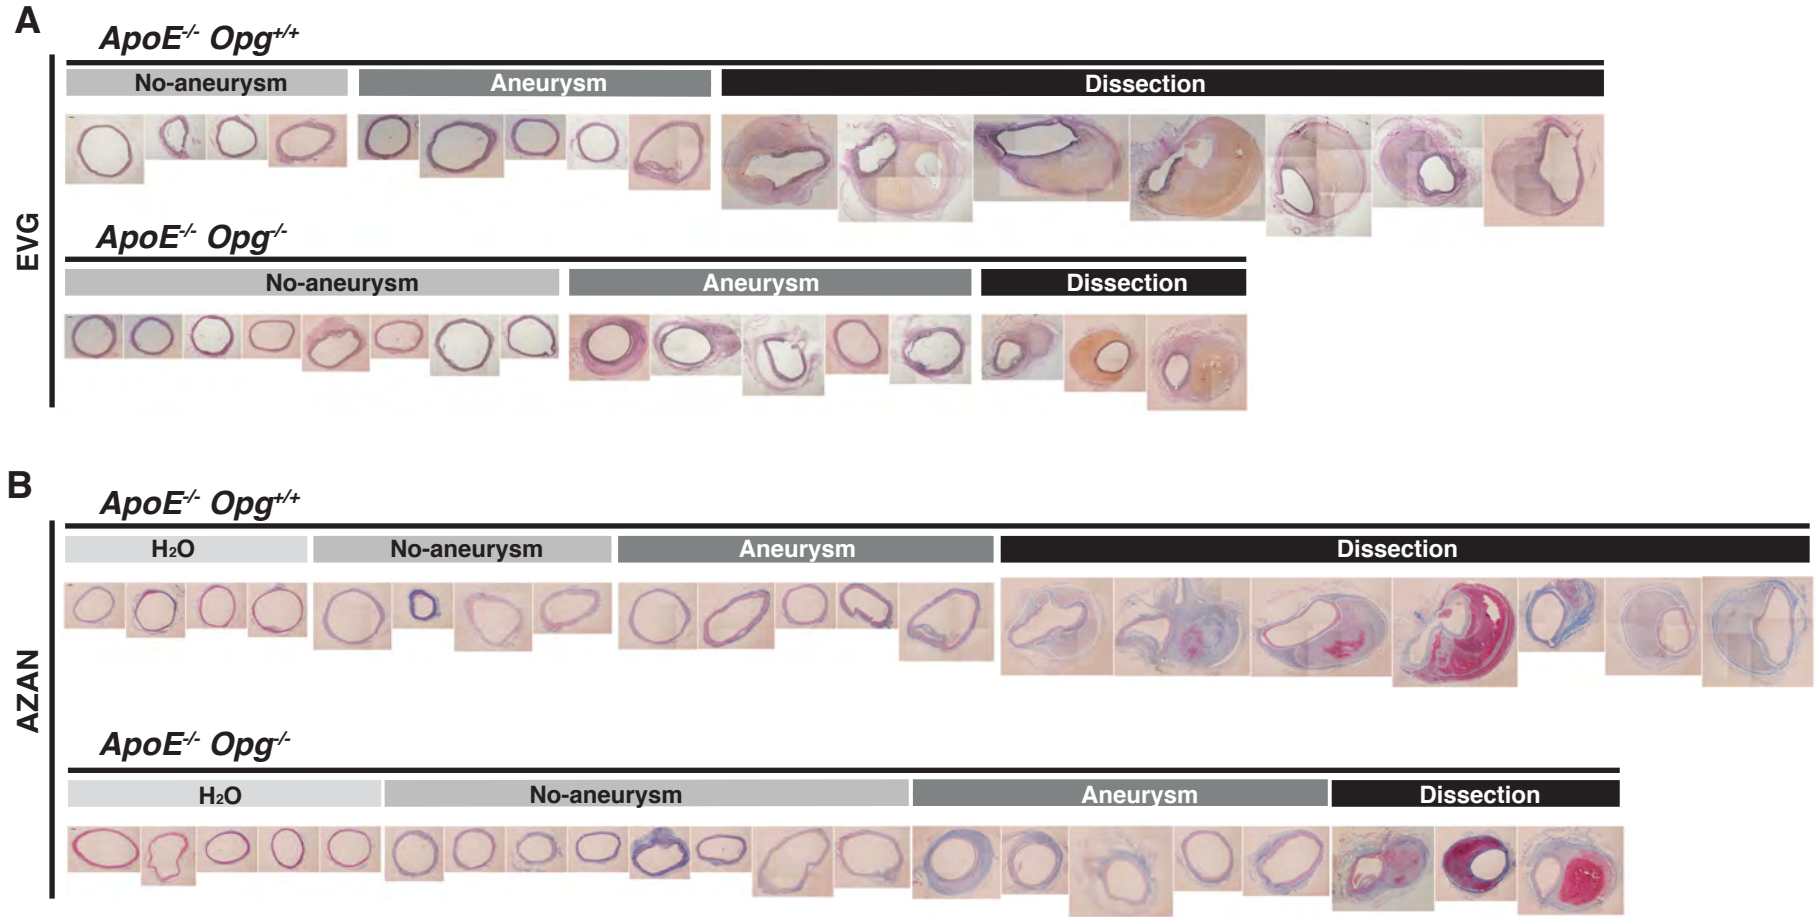 A
ApoE-/- Opg+/+
No-aneurysm Aneurysm Dissection
EVG
ApoE-/- Opg-/-
No-aneurysm Aneurysm Dissection
B
ApoE-/- Opg+/+
H2O No-aneurysm Aneurysm Dissection
AZAN
ApoE-/- Opg-/-
H2O No-aneurysm Aneurysm Dissection